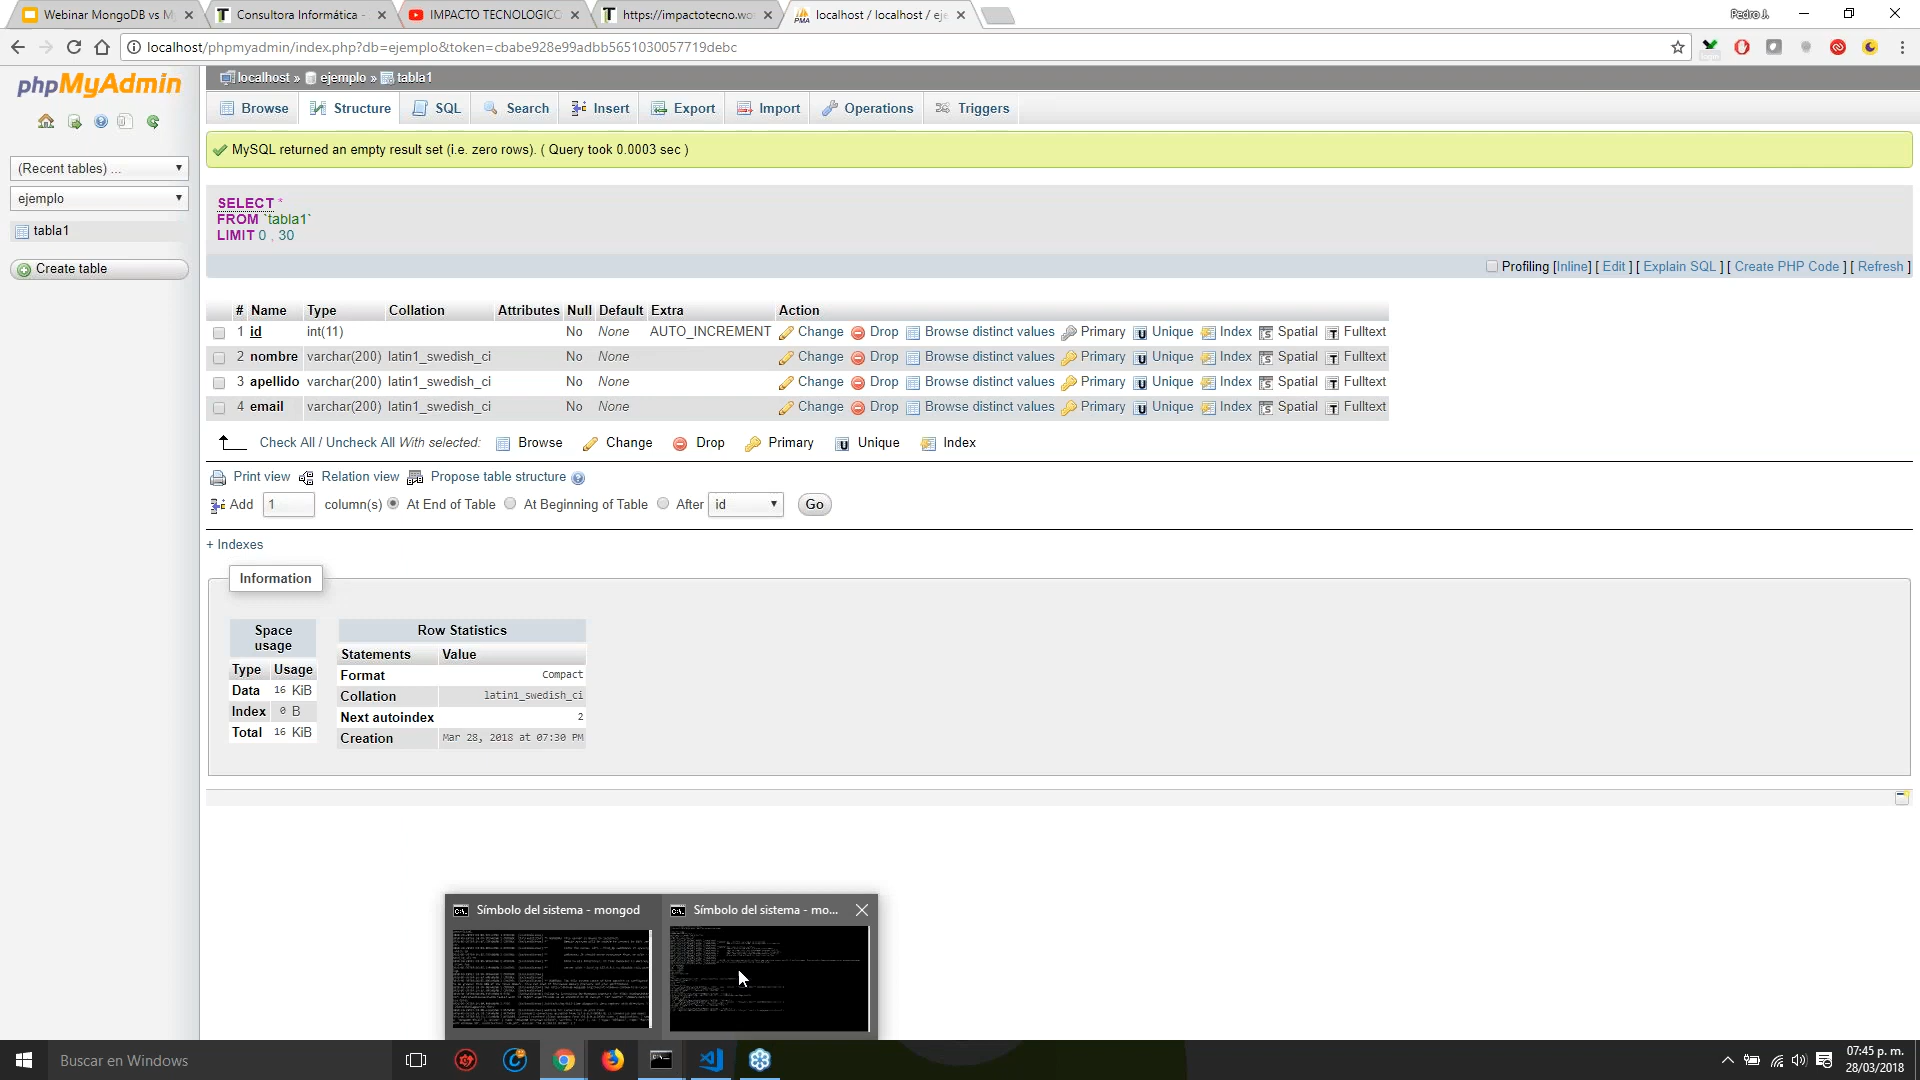 Webinar MongoDB vs M
Consultora Informática -
IMPACTO TECNOLOGICO
https://impactotecno.wo
localhost / localhost / eje
Pedro J.
localhost/phpmyadmin/index.php?db=ejemplo&token=cbabe928e99adbb5651030057719debc
phpMyAdmin
localhost » ejemplo » tabla1
Browse Structure SQL Search Insert Export Import Operations Triggers
MySQL returned an empty result set (i.e. zero rows). ( Query took 0.0003 sec )
(Recent tables) ...
ejemplo
tabla1
Create table
SELECT *
FROM `tabla1`
LIMIT 0 , 30
Profiling [Inline] [ Edit ] [ Explain SQL ] [ Create PHP Code ] [ Refresh ]
# Name Type Collation Attributes Null Default Extra Action
1 id int(11) No None AUTO_INCREMENT Change Drop Browse distinct values Primary Unique Index Spatial Fulltext
2 nombre varchar(200) latin1_swedish_ci No None Change Drop Browse distinct values Primary Unique Index Spatial Fulltext
3 apellido varchar(200) latin1_swedish_ci No None Change Drop Browse distinct values Primary Unique Index Spatial Fulltext
4 email varchar(200) latin1_swedish_ci No None Change Drop Browse distinct values Primary Unique Index Spatial Fulltext
Check All / Uncheck All With selected: Browse Change Drop Primary Unique Index
Print view Relation view Propose table structure
Add 1 column(s) At End of Table At Beginning of Table After id Go
+ Indexes
Information
Space usage
Type Usage
Data 16 KiB
Index 0 B
Total 16 KiB
Row Statistics
Statements Value
Format Compact
Collation latin1_swedish_ci
Next autoindex 2
Creation Mar 28, 2018 at 07:30 PM
Símbolo del sistema - mongod
Símbolo del sistema - mo...
Buscar en Windows
07:45 p. m.
28/03/2018